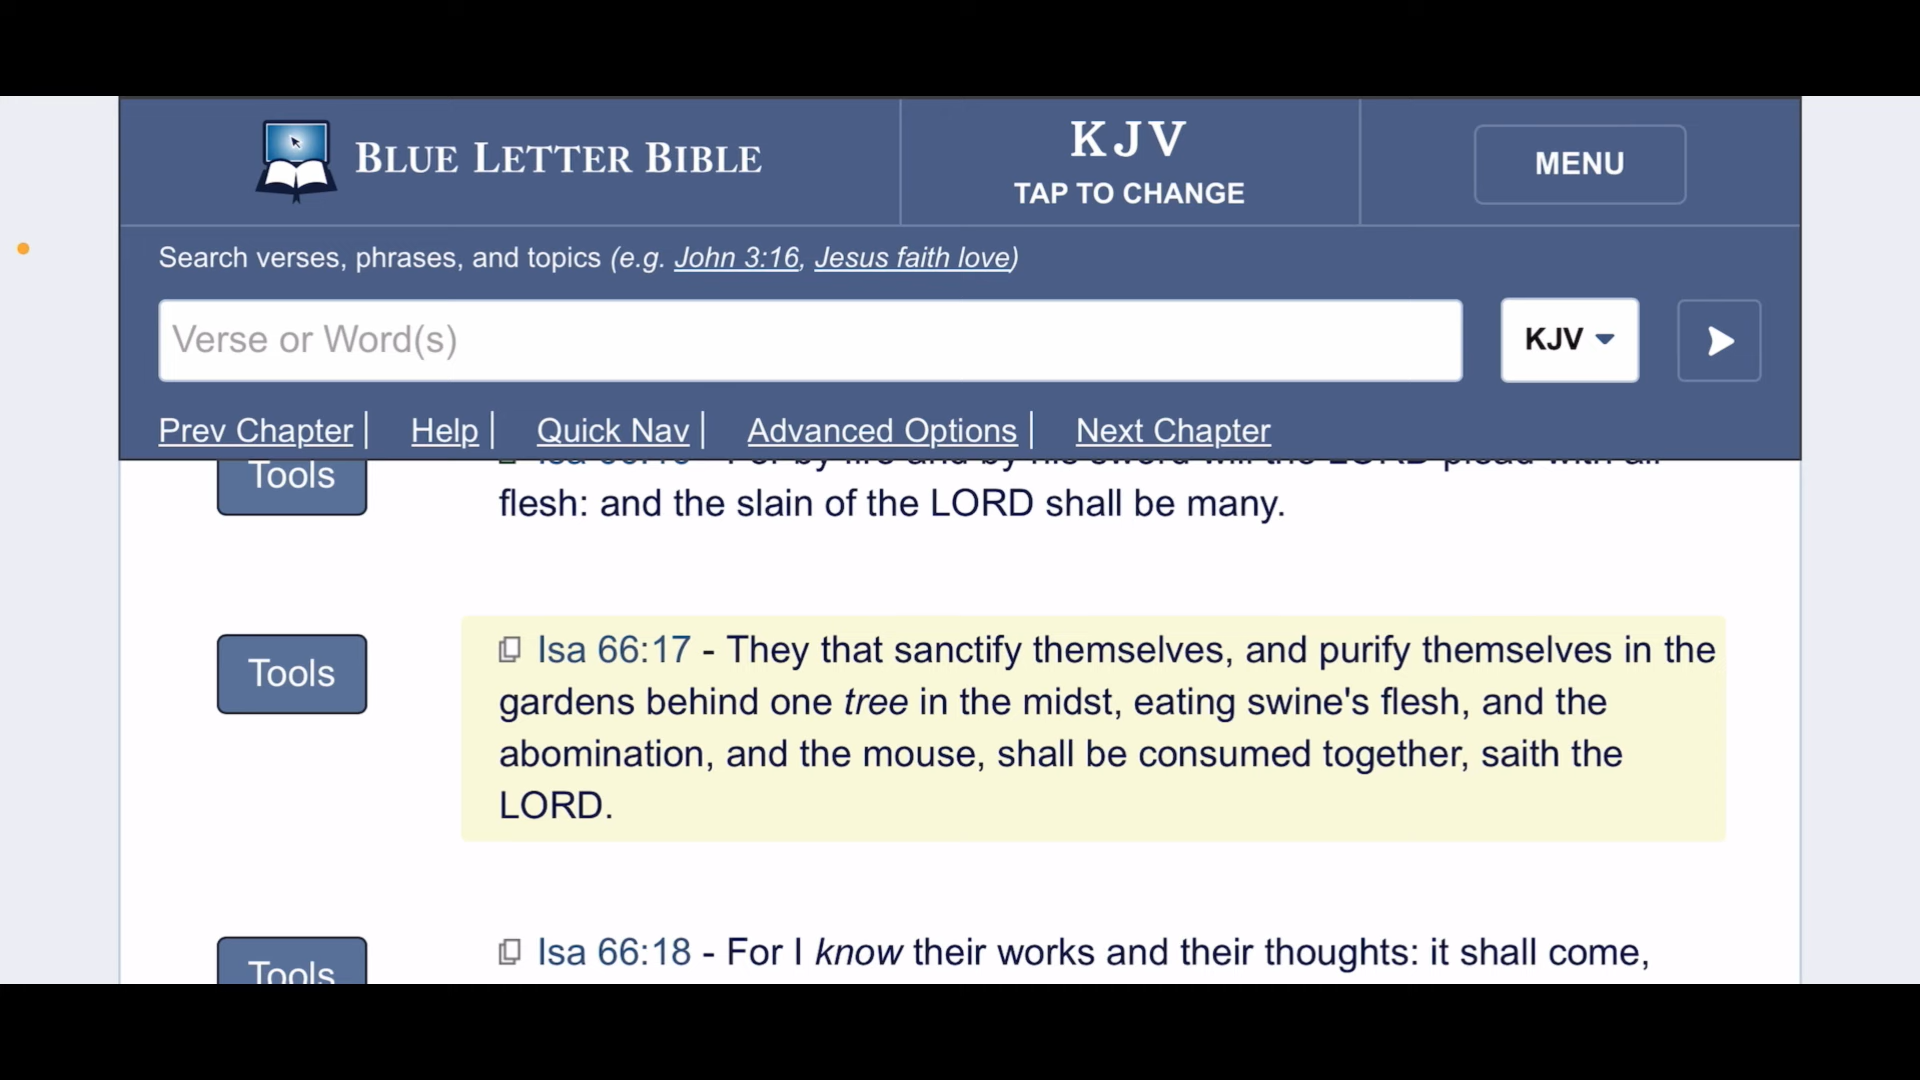 BLUE LETTER BIBLE
KJV
TAP TO CHANGE
MENU
Search verses, phrases, and topics (e.g. John 3:16, Jesus faith love)
Verse or Word(s)
KJV
Prev Chapter| Help| Quick Nav| Advanced Options| Next Chapter
Tools
flesh: and the slain of the LORD shall be many.
Tools
Isa 66:17 - They that sanctify themselves, and purify themselves in the
gardens behind one tree in the midst, eating swine's flesh, and the
abomination, and the mouse, shall be consumed together, saith the
LORD.
Tools
Isa 66:18 - For I know their works and their thoughts: it shall come,